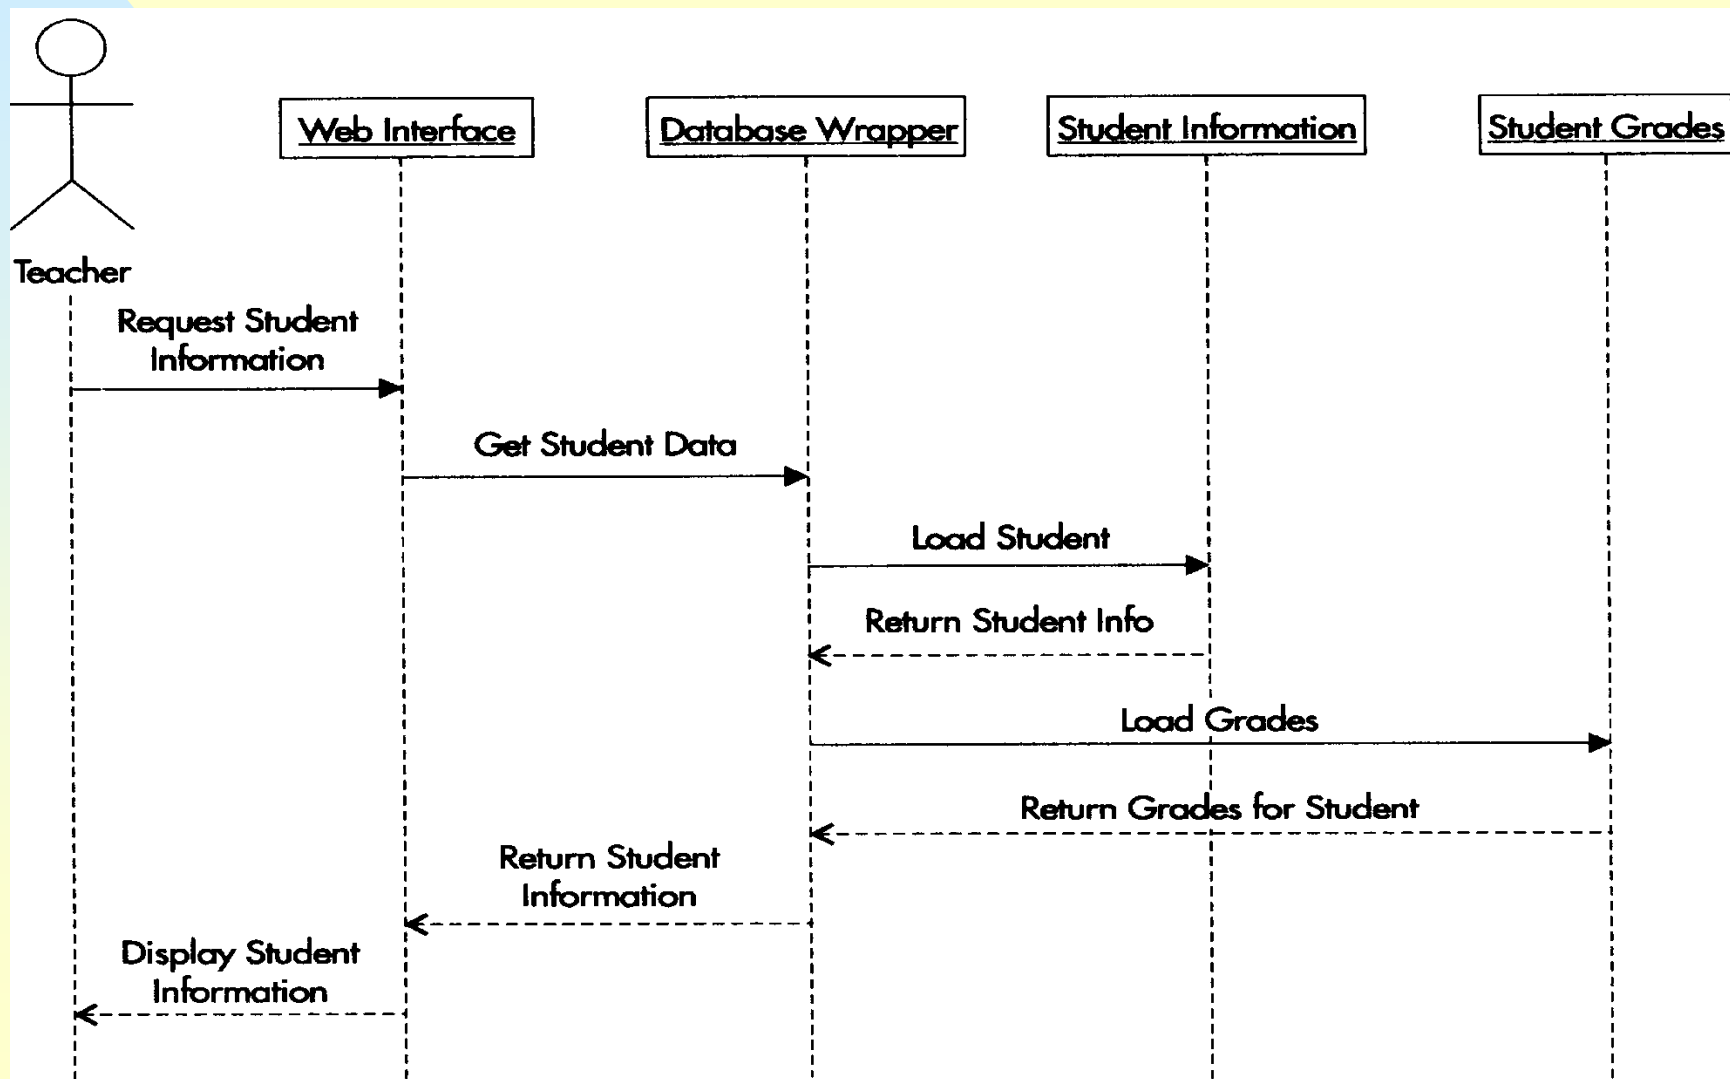 Web Interface
Database Wrapper
Student Information
Student Grades
Teacher
Request Student
Information
Get Student Data
Load Student
Return Student Info
Load Grades
Return Grades for Student
Return Student
Information
Display Student
Information